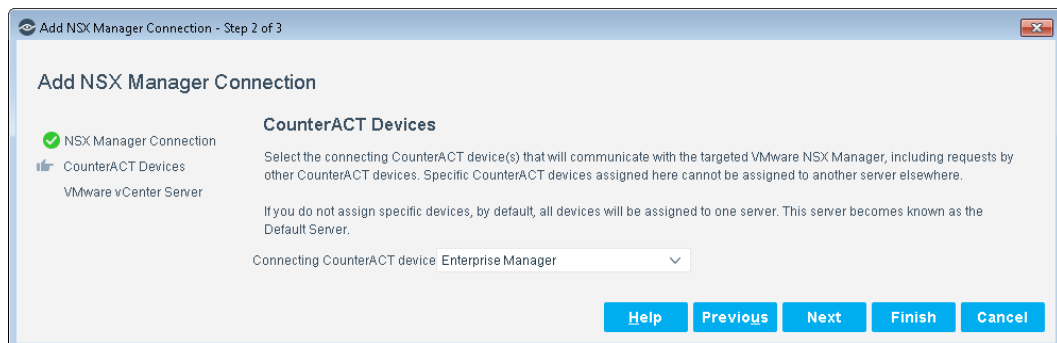 Add NSX Manager Connection - Step 2 of 3
Add NSX Manager Connection
NSX Manager Connection
CounterACT Devices
VMware vCenter Server
CounterACT Devices
Select the connecting CounterACT device(s) that will communicate with the targeted VMware NSX Manager, including requests by
other CounterACT devices. Specific CounterACT devices assigned here cannot be assigned to another server elsewhere.
If you do not assign specific devices, by default, all devices will be assigned to one server. This server becomes known as the
Default Server.
Connecting CounterACT device Enterprise Manager
Help Previous Next Finish Cancel